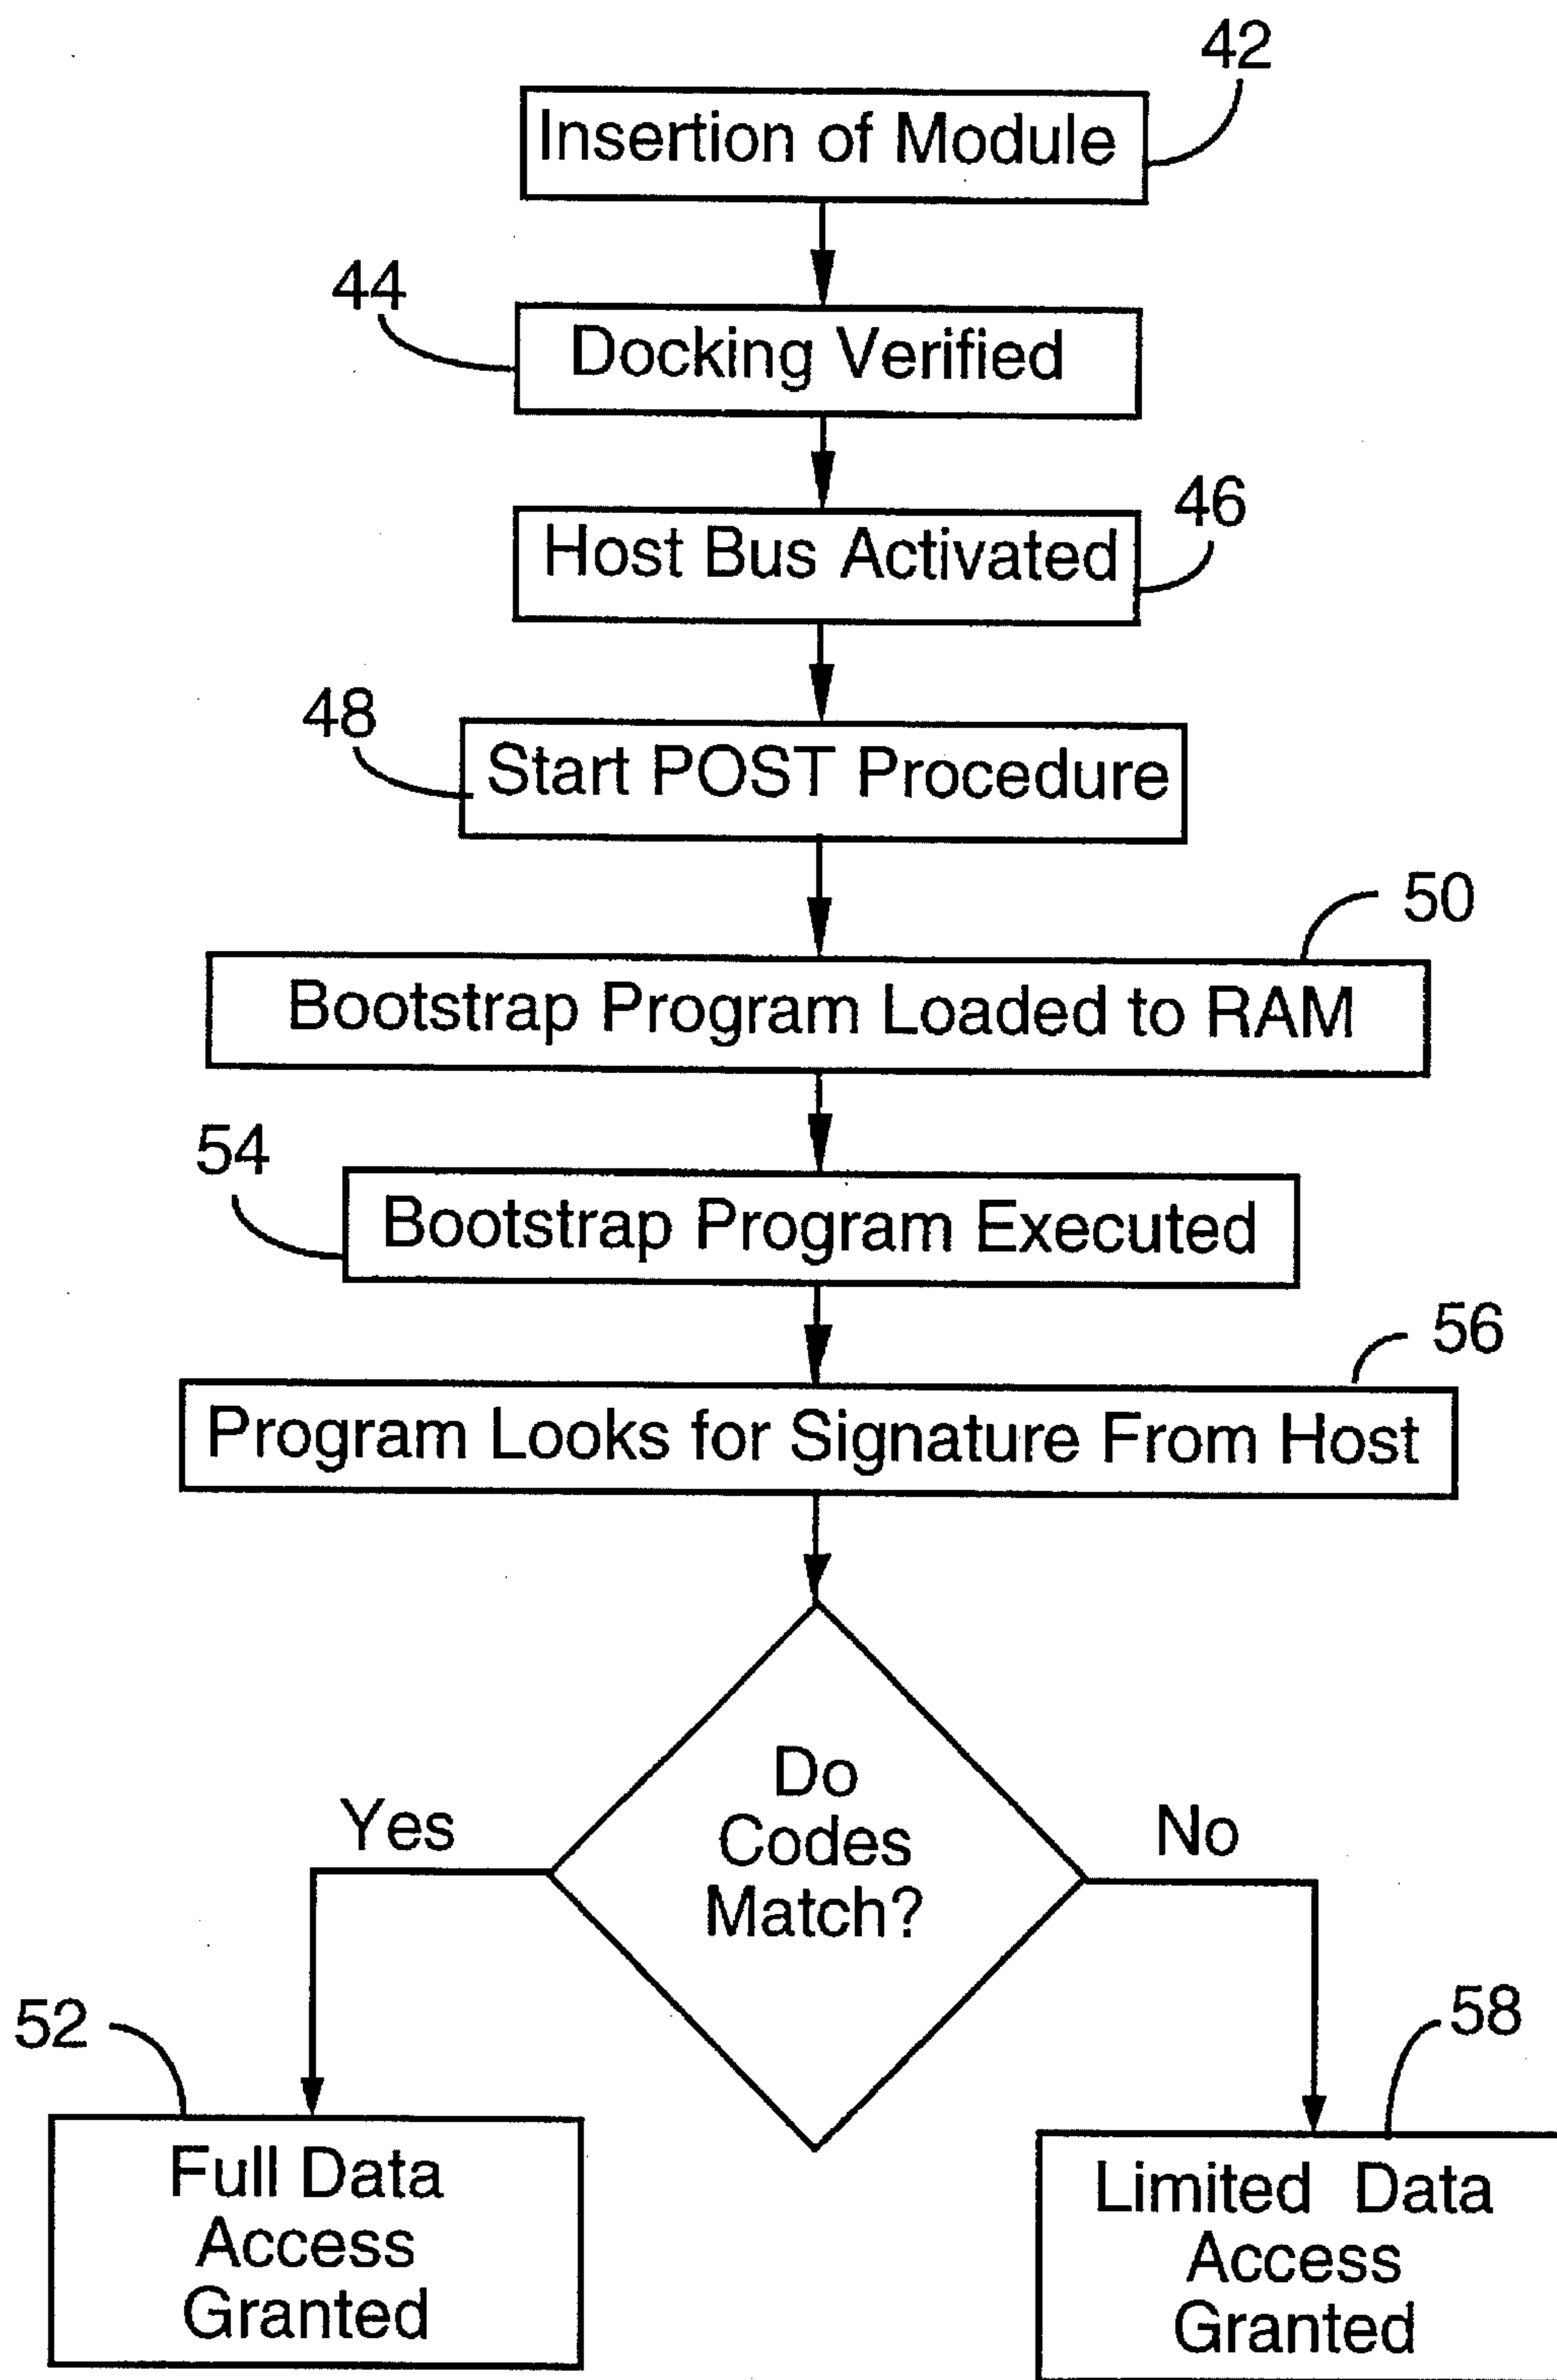 42
Insertion of Module
44
Docking Verified
46
Host Bus Activated
48
Start POST Procedure
50
Bootstrap Program Loaded to RAM
54
Bootstrap Program Executed
56
Program Looks for Signature From Host
Do
Codes
Match?
Yes
No
52
58
Full Data
Access
Granted
Limited Data
Access
Granted